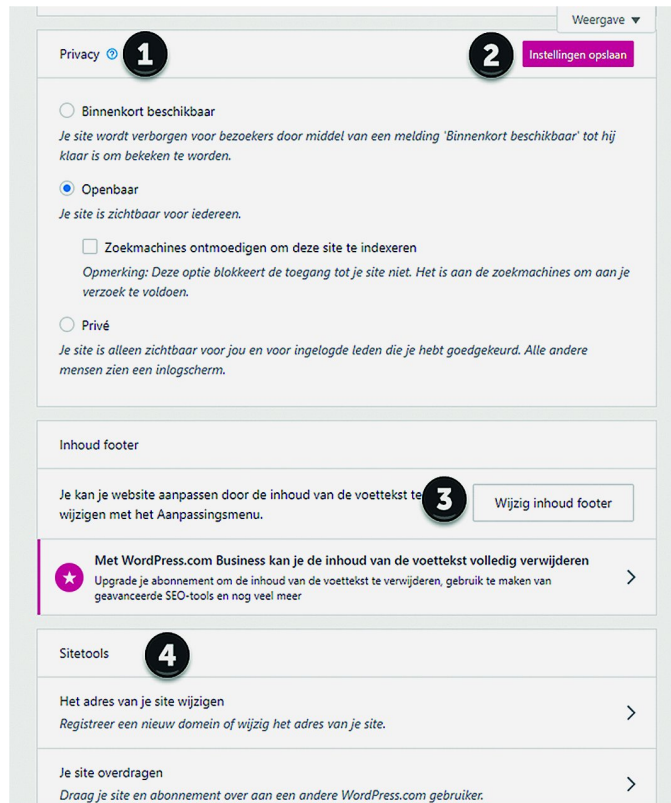 Weergave ▼
Privacy ? 1 2 Instellingen opslaan
Binnenkort beschikbaar
Je site wordt verborgen voor bezoekers door middel van een melding 'Binnenkort beschikbaar' tot hij
klaar is om bekeken te worden.
Openbaar
Je site is zichtbaar voor iedereen.
Zoekmachines ontmoedigen om deze site te indexeren
Opmerking: Deze optie blokkeert de toegang tot je site niet. Het is aan de zoekmachines om aan je
verzoek te voldoen.
Privé
Je site is alleen zichtbaar voor jou en voor ingelogde leden die je hebt goedgekeurd. Alle andere
mensen zien een inlogscherm.
Inhoud footer
Je kan je website aanpassen door de inhoud van de voettekst te
wijzigen met het Aanpassingsmenu.
3 Wijzig inhoud footer
Met WordPress.com Business kan je de inhoud van de voettekst volledig verwijderen
Upgrade je abonnement om de inhoud van de voettekst te verwijderen, gebruik te maken van
geavanceerde SEO-tools en nog veel meer
Sitetools 4
Het adres van je site wijzigen
Registreer een nieuw domein of wijzig het adres van je site.
Je site overdragen
Draag je site en abonnement over aan een andere WordPress.com gebruiker.